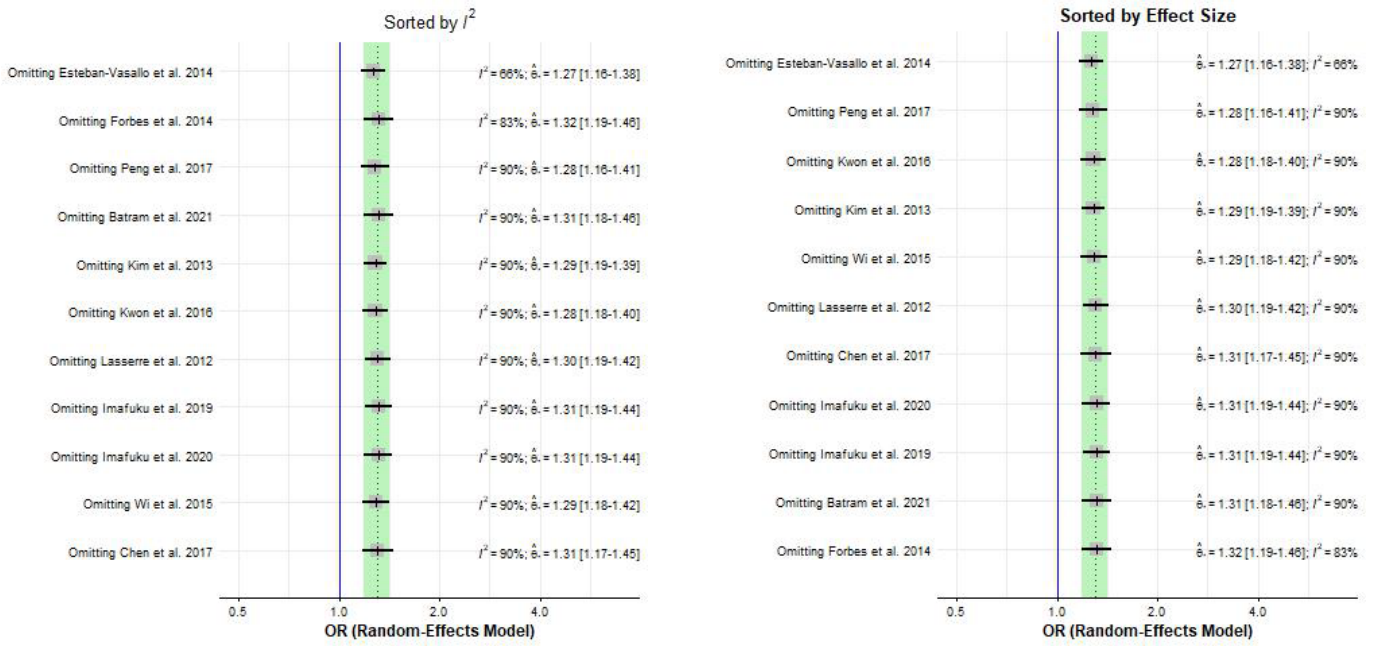 Sorted by I²
Omitting Esteban-Vasallo et al. 2014 I² = 66%; θ̂* = 1.27 [1.16-1.38]
Omitting Forbes et al. 2014 I² = 83%; θ̂* = 1.32 [1.19-1.46]
Omitting Peng 2017 I² = 90%; θ̂* = 1.28 [1.16-1.41]
Omitting Batram et al. 2021 I² = 90%; θ̂* = 1.31 [1.18-1.46]
Omitting Kim et al. 2013 I² = 90%; θ̂* = 1.29 [1.19-1.39]
Omitting Kwon et al. 2016 I² = 90%; θ̂* = 1.28 [1.18-1.40]
Omitting Lasserre et al. 2012 I² = 90%; θ̂* = 1.30 [1.19-1.42]
Omitting Imafuku et al. 2019 I² = 90%; θ̂* = 1.31 [1.19-1.44]
Omitting Imafuku et al. 2020 I² = 90%; θ̂* = 1.31 [1.19-1.44]
Omitting Wi et al. 2015 I² = 90%; θ̂* = 1.29 [1.18-1.42]
Omitting Chen et al. 2017 I² = 90%; θ̂* = 1.31 [1.17-1.45]
0.5 1.0 2.0 4.0
OR (Random-Effects Model)
Sorted by Effect Size
Omitting Esteban-Vasallo et al. 2014 θ̂* = 1.27 [1.16-1.38]; I² = 66%
Omitting Peng 2017 θ̂* = 1.28 [1.16-1.41]; I² = 90%
Omitting Kwon et al. 2016 θ̂* = 1.28 [1.18-1.40]; I² = 90%
Omitting Kim et al. 2013 θ̂* = 1.29 [1.19-1.39]; I² = 90%
Omitting Wi et al. 2015 θ̂* = 1.29 [1.18-1.42]; I² = 90%
Omitting Lasserre et al. 2012 θ̂* = 1.30 [1.19-1.42]; I² = 90%
Omitting Chen et al. 2017 θ̂* = 1.31 [1.17-1.45]; I² = 90%
Omitting Imafuku et al. 2020 θ̂* = 1.31 [1.19-1.44]; I² = 90%
Omitting Imafuku et al. 2019 θ̂* = 1.31 [1.19-1.44]; I² = 90%
Omitting Batram et al. 2021 θ̂* = 1.31 [1.18-1.46]; I² = 90%
Omitting Forbes et al. 2014 θ̂* = 1.32 [1.19-1.46]; I² = 83%
0.5 1.0 2.0 4.0
OR (Random-Effects Model)